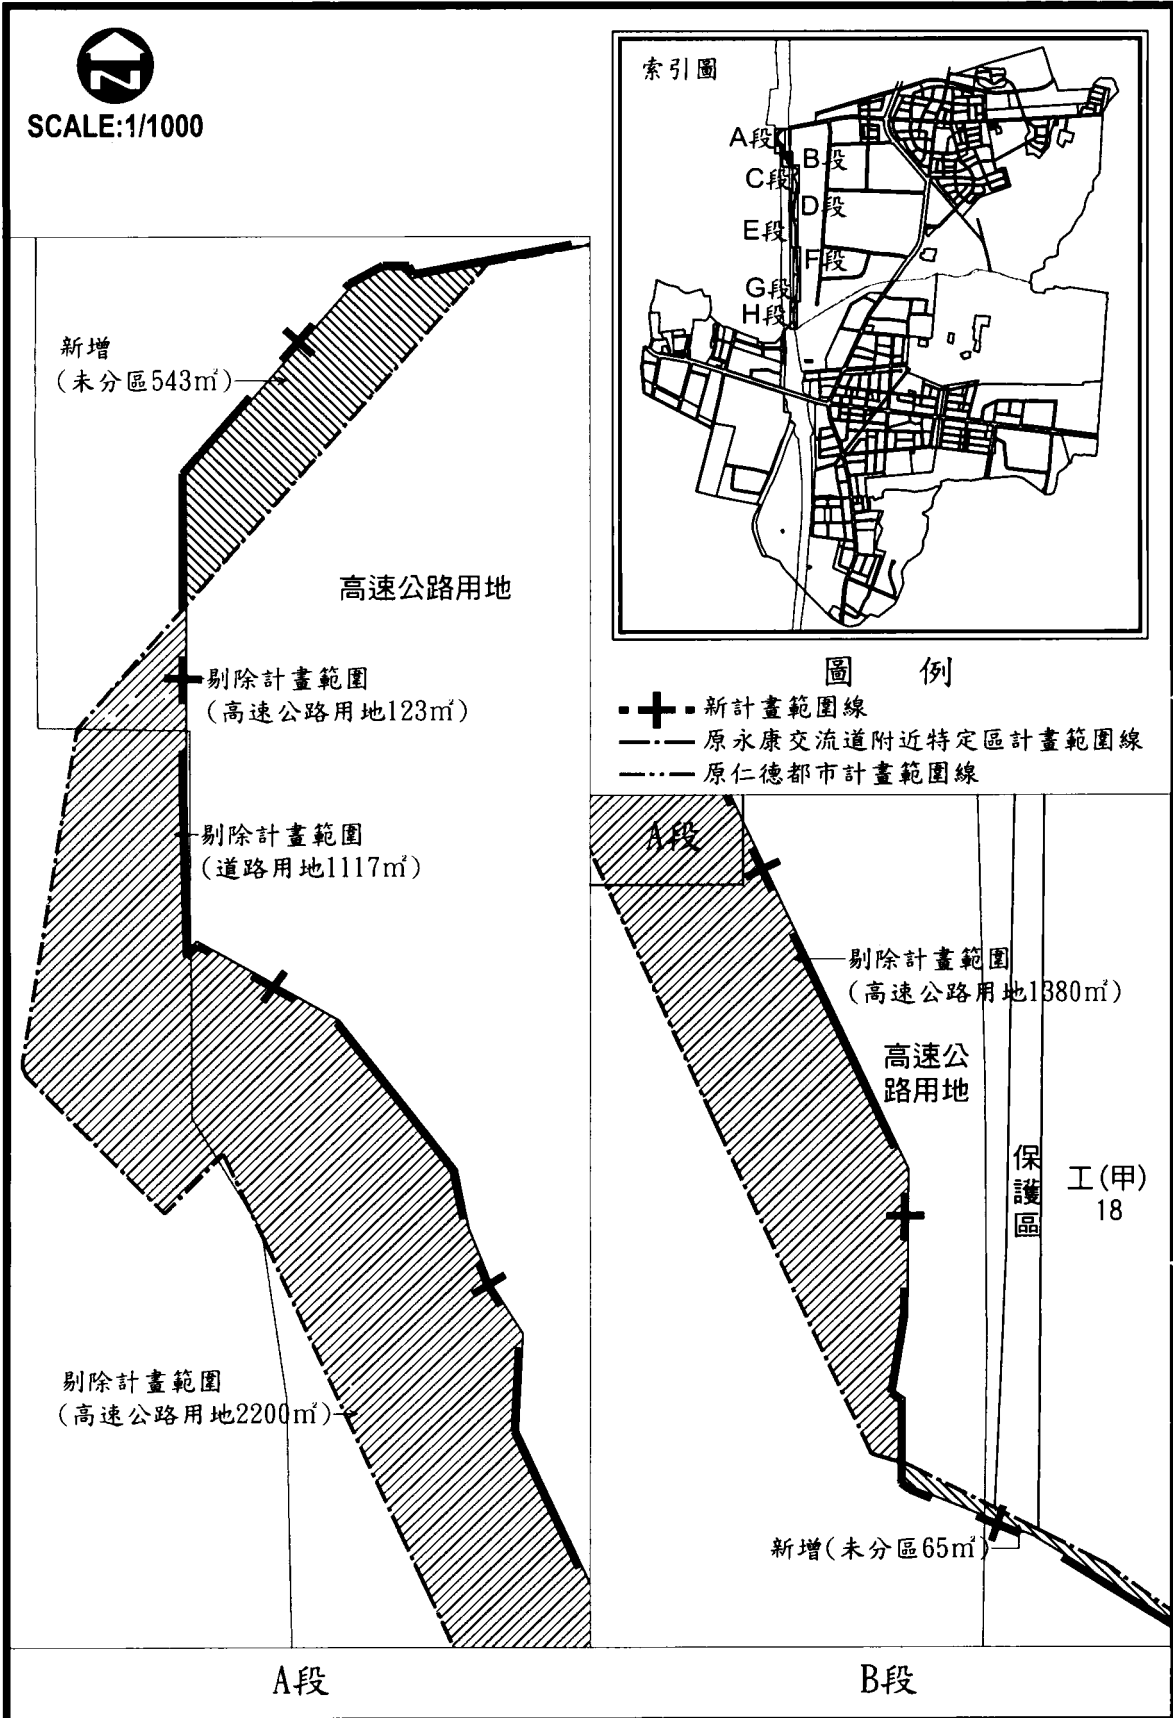 N
SCALE:1/1000
索引圖
A段
B段
C段
D段
E段
F段
G段
H段
新增
(未分區543㎡)
高速公路用地
剔除計畫範圍
(高速公路用地123㎡)
剔除計畫範圍
(道路用地1117㎡)
剔除計畫範圍
(高速公路用地2200㎡)
A段
圖 例
新計畫範圍線
原永康交流道附近特定區計畫範圍線
原仁德都市計畫範圍線
A段
剔除計畫範圍
(高速公路用地1380㎡)
高速公
路用地
保
護
區
工(甲)
18
新增(未分區65㎡)
B段